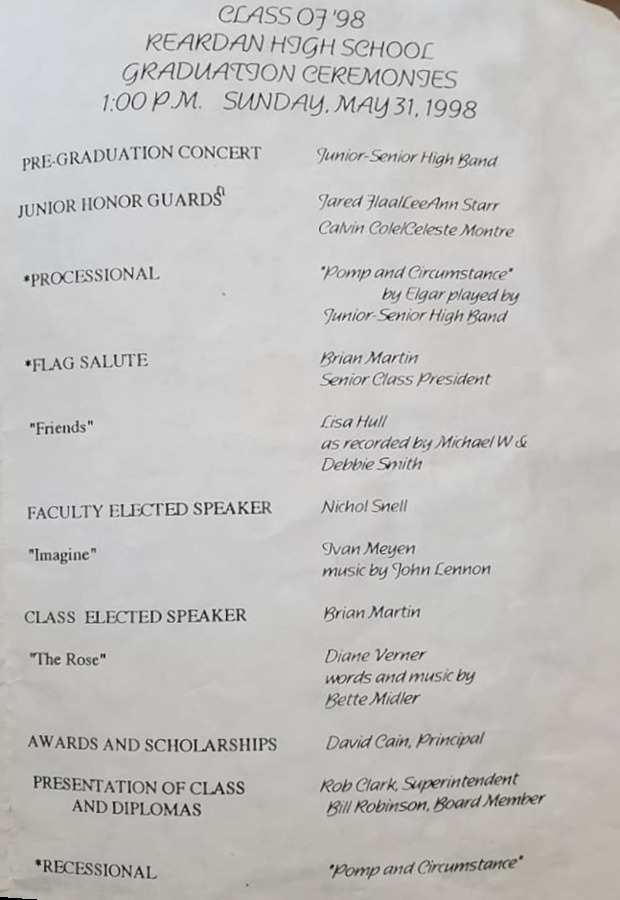 CLASS OF '98
REARDAN HIGH SCHOOL
GRADUATION CEREMONIES
1:00 P.M. SUNDAY, MAY 31, 1998
PRE-GRADUATION CONCERT Junior-Senior High Band
JUNIOR HONOR GUARDS Jared Flaal/LeeAnn Starr
Calvin Cole/Celeste Montre
*PROCESSIONAL "Pomp and Circumstance"
by Elgar played by
Junior-Senior High Band
*FLAG SALUTE Brian Martin
Senior Class President
"Friends" Lisa Hull
as recorded by Michael W &
Debbie Smith
FACULTY ELECTED SPEAKER Nichol Snell
"Imagine" Ivan Meyen
music by John Lennon
CLASS ELECTED SPEAKER Brian Martin
"The Rose" Diane Verner
words and music by
Bette Midler
AWARDS AND SCHOLARSHIPS David Cain, Principal
PRESENTATION OF CLASS Rob Clark, Superintendent
AND DIPLOMAS Bill Robinson, Board Member
*RECESSIONAL "Pomp and Circumstance"